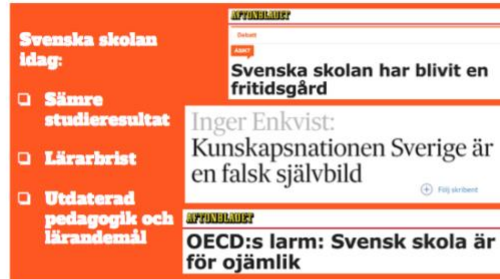 Svenska skolan
idag:
Sämre
studieresultat
Lärarbrist
Utdaterad
pedagogik och
lärandemål
AFTONBLADET
Debatt
ÅSIKT
Svenska skolan har blivit en
fritidsgård
Inger Enkvist:
Kunskapsnationen Sverige är
en falsk självbild
Följ skribent
AFTONBLADET
OECD:s larm: Svensk skola är
för ojämlik